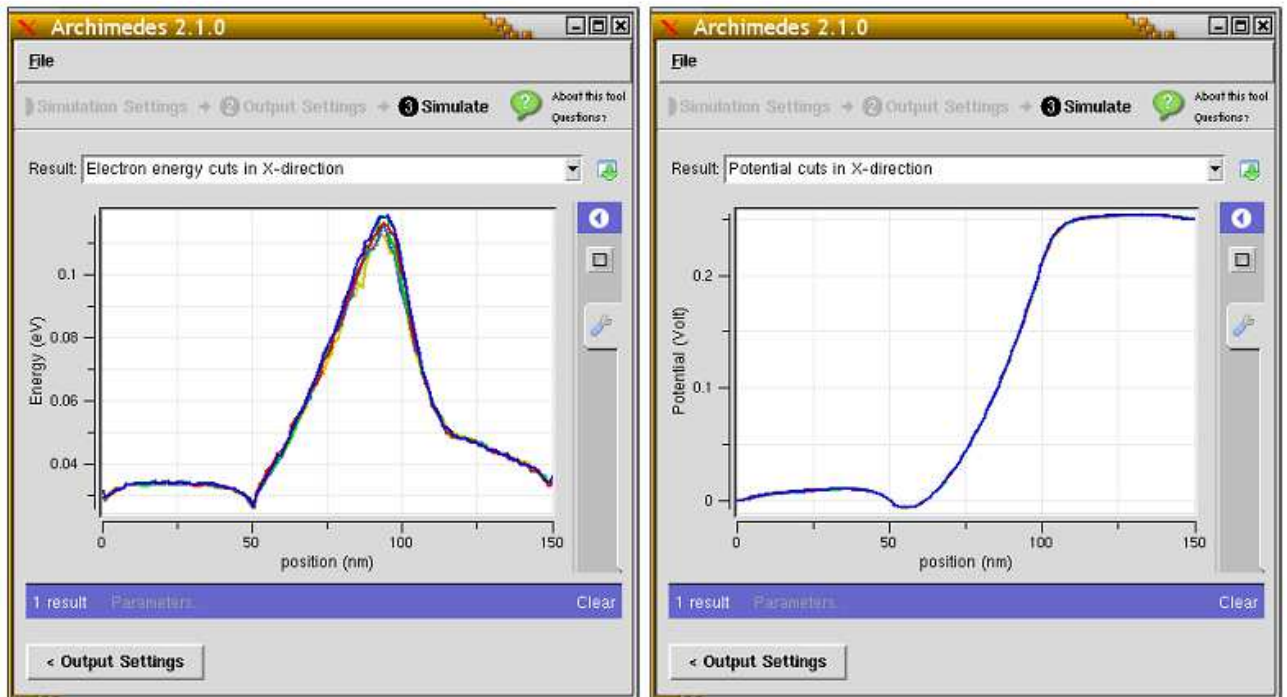 Archimedes 2.1.0
File
Simulation Settings → 2 Output Settings → 3 Simulate
? About this tool
Questions?
Result: Electron energy cuts in X-direction
Energy (eV)
0.1
0.08
0.06
0.04
0 50 100 150
position (nm)
1 result Parameters... Clear
< Output Settings
Archimedes 2.1.0
File
Simulation Settings → 2 Output Settings → 3 Simulate
? About this tool
Questions?
Result: Potential cuts in X-direction
Potential (Volt)
0.2
0.1
0
0 50 100 150
position (nm)
1 result Parameters... Clear
< Output Settings